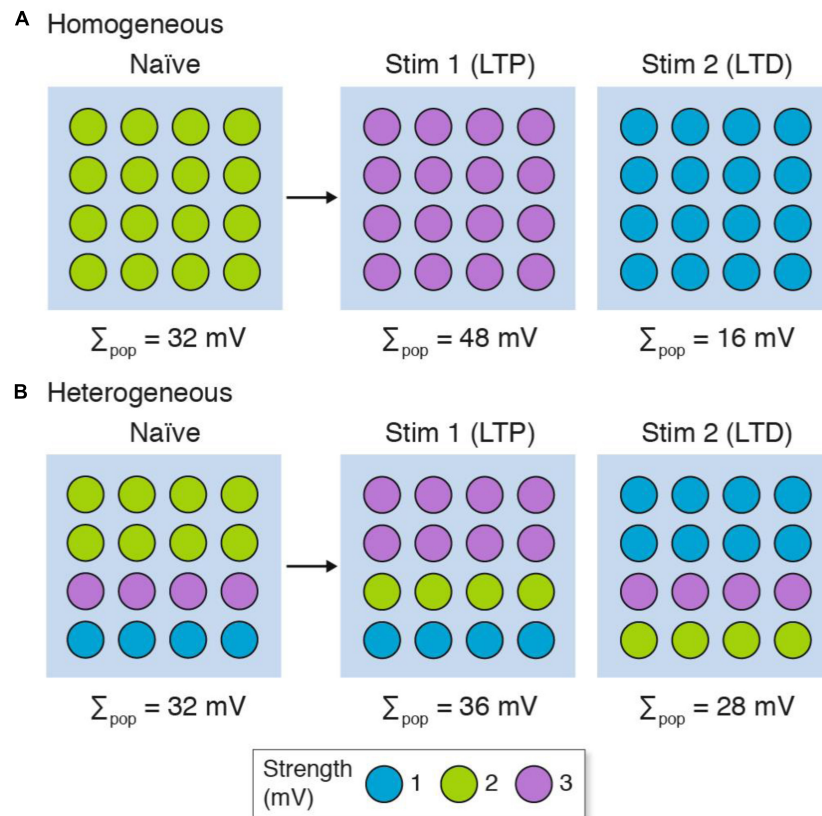 A Homogeneous
Naïve Stim 1 (LTP) Stim 2 (LTD)
∑pop = 32 mV ∑pop = 48 mV ∑pop = 16 mV
B Heterogeneous
Naïve Stim 1 (LTP) Stim 2 (LTD)
∑pop = 32 mV ∑pop = 36 mV ∑pop = 28 mV
Strength
(mV) 1 2 3